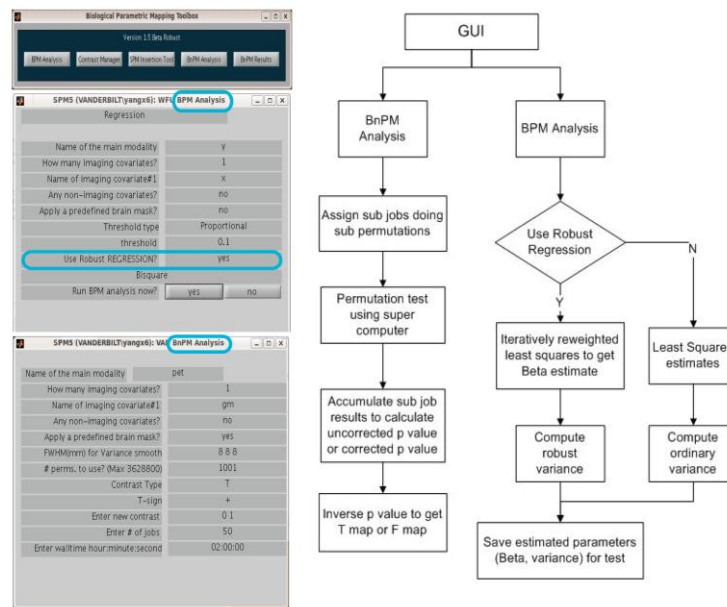 Biological Parametric Mapping Toolbox
Version 1.5 Beta Robust
BPM Analysis Contrast Manager SPM Insertion Tool BnPM Analysis BnPM Results
SPM5 (VANDERBILT\yangx6): WFU BPM Analysis
Regression
Name of the main modality y
How many imaging covariates? 1
Name of imaging covariate#1 x
Any non-imaging covariates? no
Apply a predefined brain mask? no
Threshold type Proportional
threshold 0.1
Use Robust REGRESSION? yes
Bisquare
Run BPM analysis now? yes no
SPM5 (VANDERBILT\yangx6): BnPM Analysis
Name of the main modality pet
How many imaging covariates? 1
Name of imaging covariate#1 gm
Any non-imaging covariates? no
Apply a predefined brain mask? yes
FWHM(mm) for Variance smooth 8 8 8
# perms. to use? (Max 3628800) 1001
Contrast Type T
T-sign +
Enter new contrast 0 1
Enter # of jobs 50
Enter walltime hour:minute:second 02:00:00
GUI
BnPM
Analysis
Assign sub jobs doing
sub permutations
Permutation test
using super
computer
Accumulate sub job
results to calculate
uncorrected p value
or corrected p value
Inverse p value to get
T map or F map
BPM Analysis
Use Robust
Regression
N
Y
Iteratively reweighted
least squares to get
Beta estimate
Least Square
estimates
Compute
robust
variance
Compute
ordinary
variance
Save estimated parameters
(Beta, variance) for test